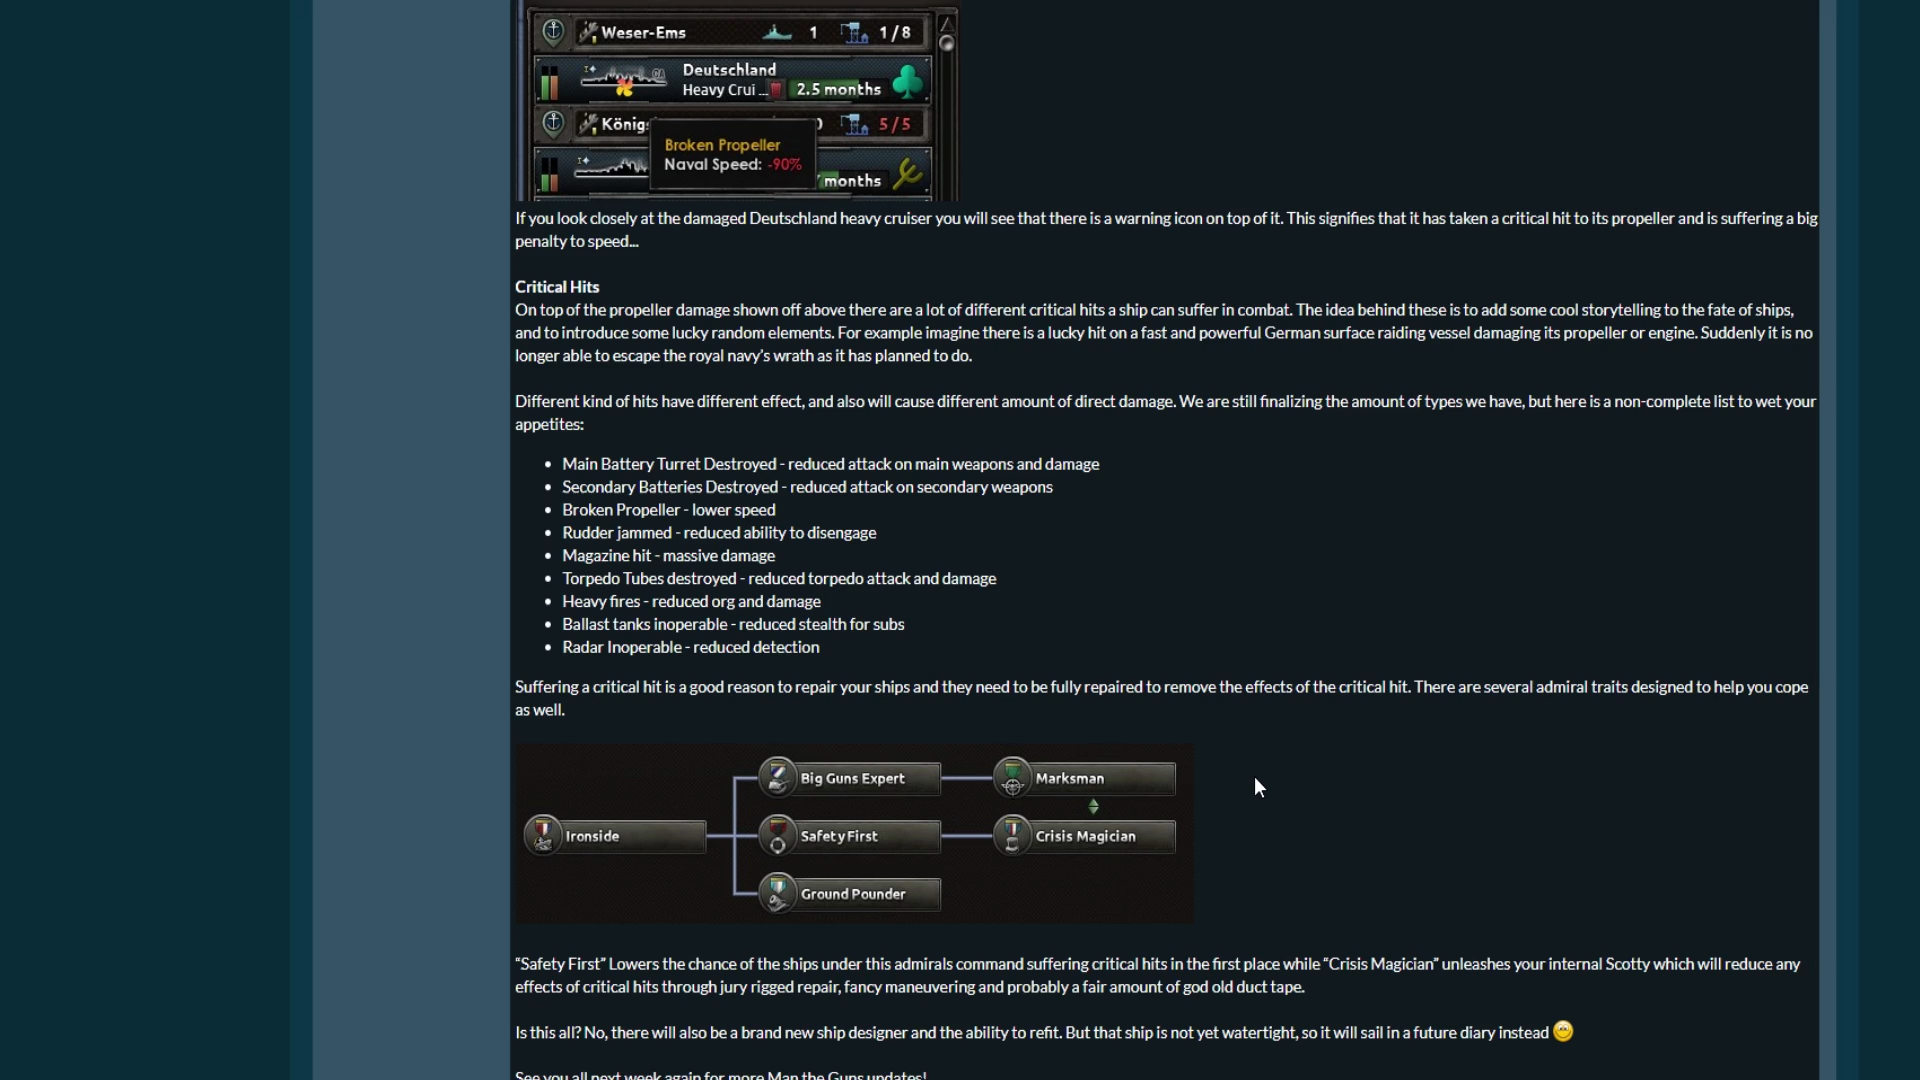 Weser-Ems 1 1/8
Deutschland
Heavy Crui ... 2.5 months
Königs 5/5
Broken Propeller
Naval Speed: -90%
months
If you look closely at the damaged Deutschland heavy cruiser you will see that there is a warning icon on top of it. This signifies that it has taken a critical hit to its propeller and is suffering a big
penalty to speed...
Critical Hits
On top of the propeller damage shown off above there are a lot of different critical hits a ship can suffer in combat. The idea behind these is to add some cool storytelling to the fate of ships,
and to introduce some lucky random elements. For example imagine there is a lucky hit on a fast and powerful German surface raiding vessel damaging its propeller or engine. Suddenly it is no
longer able to escape the royal navy's wrath as it has planned to do.
Different kind of hits have different effect, and also will cause different amount of direct damage. We are still finalizing the amount of types we have, but here is a non-complete list to wet your
appetites:
• Main Battery Turret Destroyed - reduced attack on main weapons and damage
• Secondary Batteries Destroyed - reduced attack on secondary weapons
• Broken Propeller - lower speed
• Rudder jammed - reduced ability to disengage
• Magazine hit - massive damage
• Torpedo Tubes destroyed - reduced torpedo attack and damage
• Heavy fires - reduced org and damage
• Ballast tanks inoperable - reduced stealth for subs
• Radar Inoperable - reduced detection
Suffering a critical hit is a good reason to repair your ships and they need to be fully repaired to remove the effects of the critical hit. There are several admiral traits designed to help you cope
as well.
Big Guns Expert Marksman
Ironside Safety First Crisis Magician
Ground Pounder
"Safety First" Lowers the chance of the ships under this admirals command suffering critical hits in the first place while "Crisis Magician" unleashes your internal Scotty which will reduce any
effects of critical hits through jury rigged repair, fancy maneuvering and probably a fair amount of god old duct tape.
Is this all? No, there will also be a brand new ship designer and the ability to refit. But that ship is not yet watertight, so it will sail in a future diary instead
See you all next week again for more Man the Guns updates!